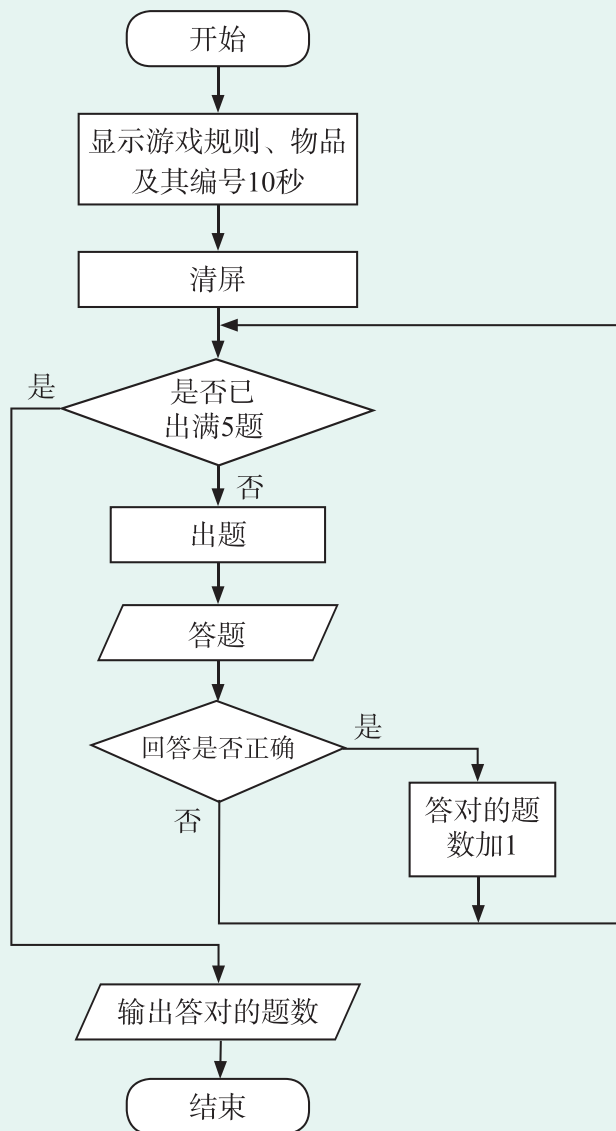 开始
显示游戏规则、物品
及其编号10秒
清屏
是
是否已
出满5题
否
出题
答题
回答是否正确
是
否
答对的题
数加1
输出答对的题数
结束